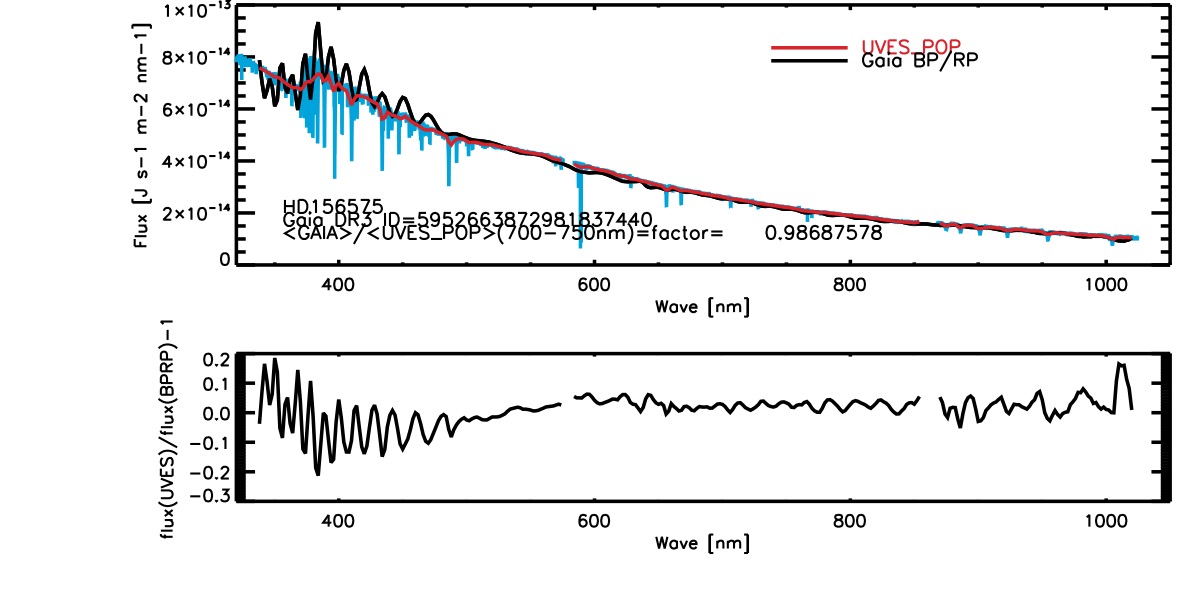 1×10⁻¹³
8×10⁻¹⁴
6×10⁻¹⁴
4×10⁻¹⁴
2×10⁻¹⁴
0
Flux [J s-1 m-2 nm-1]
UVES_POP
Gaia BP/RP
HD156575
Gaia DR3 ID=5952663872981837440
<GAIA>/<UVES_POP>(700-750nm)=factor= 0.98687578
400 600 800 1000
Wave [nm]
flux(UVES)/flux(BPRP)-1
0.2
0.1
0.0
-0.1
-0.2
-0.3
400 600 800 1000
Wave [nm]